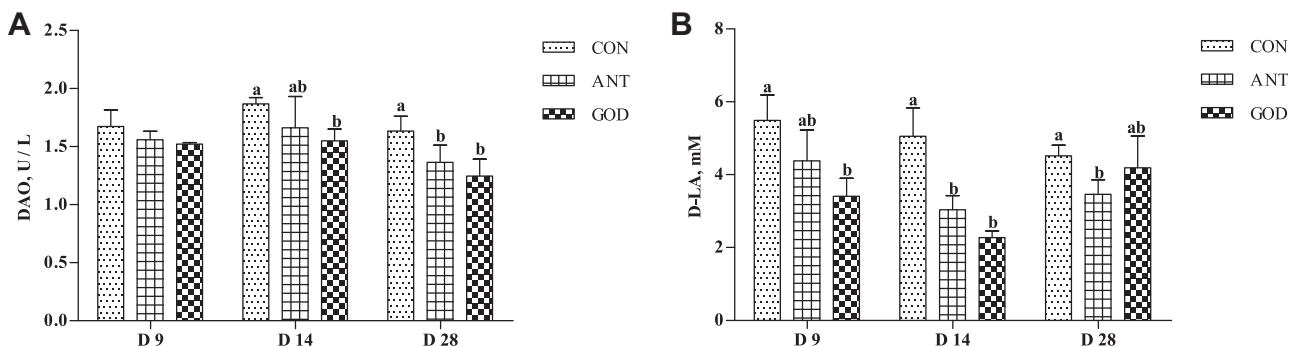 A
DAO, U / L
2.5
2.0
1.5
1.0
0.5
0.0
a ab b
a b b
D 9 D 14 D 28
CON
ANT
GOD
B
D-LA, mM
8
6
4
2
0
a ab b
a b b
a b ab
D 9 D 14 D 28
CON
ANT
GOD